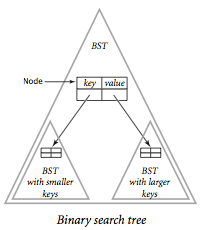 BST
Node
key value
BST
with smaller
keys
BST
with larger
keys
Binary search tree